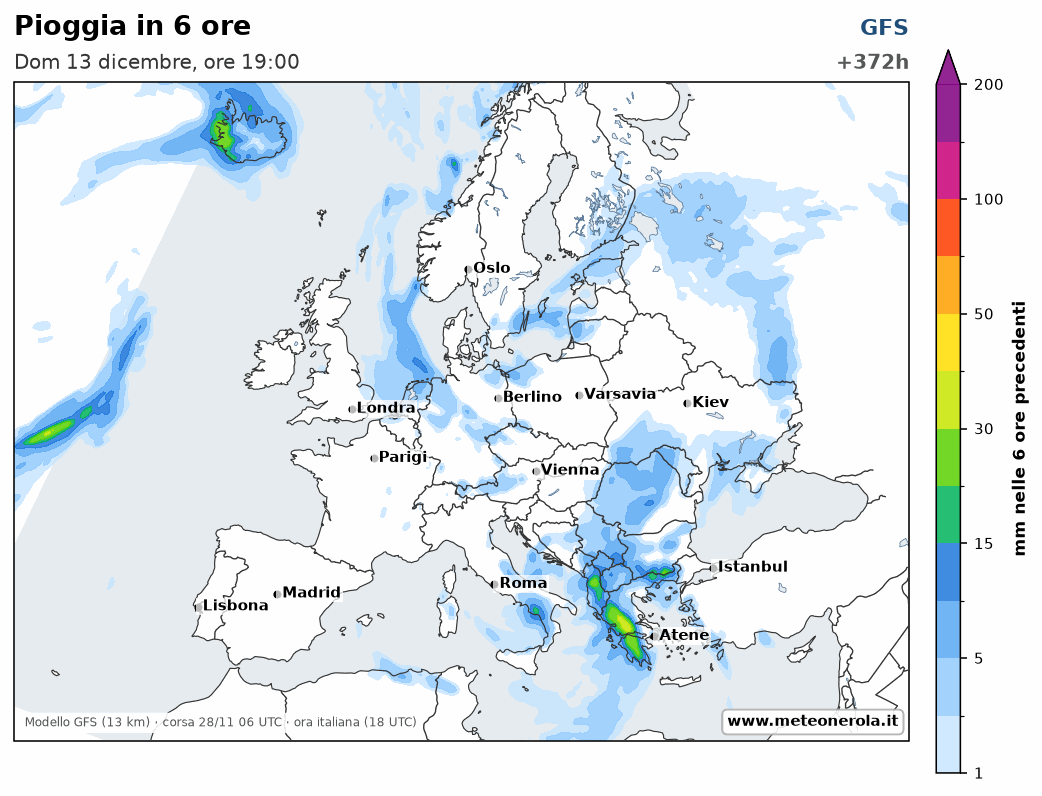 Pioggia in 6 ore
GFS
Dom 13 dicembre, ore 19:00
+372h
200
100
50
30
15
5
1
mm nelle 6 ore precedenti
Oslo
Londra
Berlino
Varsavia
Kiev
Parigi
Vienna
Istanbul
Roma
Madrid
Lisbona
Atene
Modello GFS (13 km) · corsa 28/11 06 UTC · ora italiana (18 UTC)
www.meteonerola.it